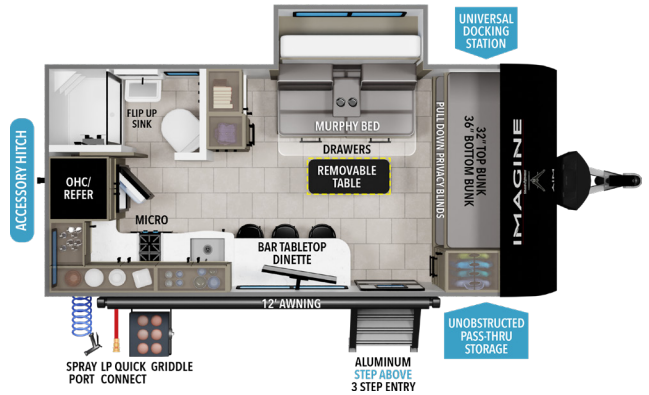 UNIVERSAL
DOCKING
STATION
FLIP UP
SINK
MURPHY BED
DRAWERS
REMOVABLE
TABLE
PULL DOWN PRIVACY BLINDS
32" TOP BUNK
36" BOTTOM BUNK
IMAGINE
AIM
ACCESSORY HITCH
OHC/
REFER
MICRO
BAR TABLETOP
DINETTE
12' AWNING
UNOBSTRUCTED
PASS-THRU
STORAGE
SPRAY
PORT
LP QUICK
CONNECT
GRIDDLE
ALUMINUM
STEP ABOVE
3 STEP ENTRY